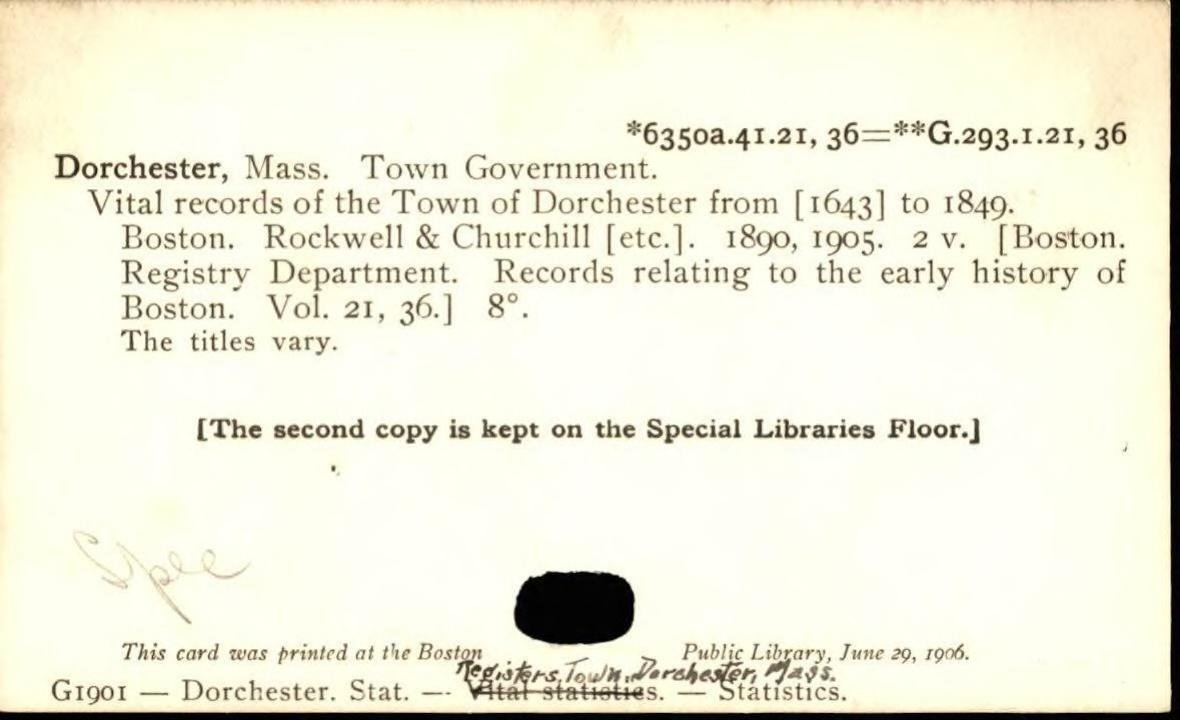 *6350a.41.21, 36=**G.293.1.21, 36
Dorchester, Mass. Town Government.
Vital records of the Town of Dorchester from [1643] to 1849.
Boston. Rockwell & Churchill [etc.]. 1890, 1905. 2 v. [Boston.
Registry Department. Records relating to the early history of
Boston. Vol. 21, 36.] 8°.
The titles vary.
[The second copy is kept on the Special Libraries Floor.]
Spec
This card was printed at the Boston Public Library, June 29, 1906.
Registers, Town. Dorchester, Mass.
G1901 — Dorchester. Stat. — Vital statistics. — Statistics.